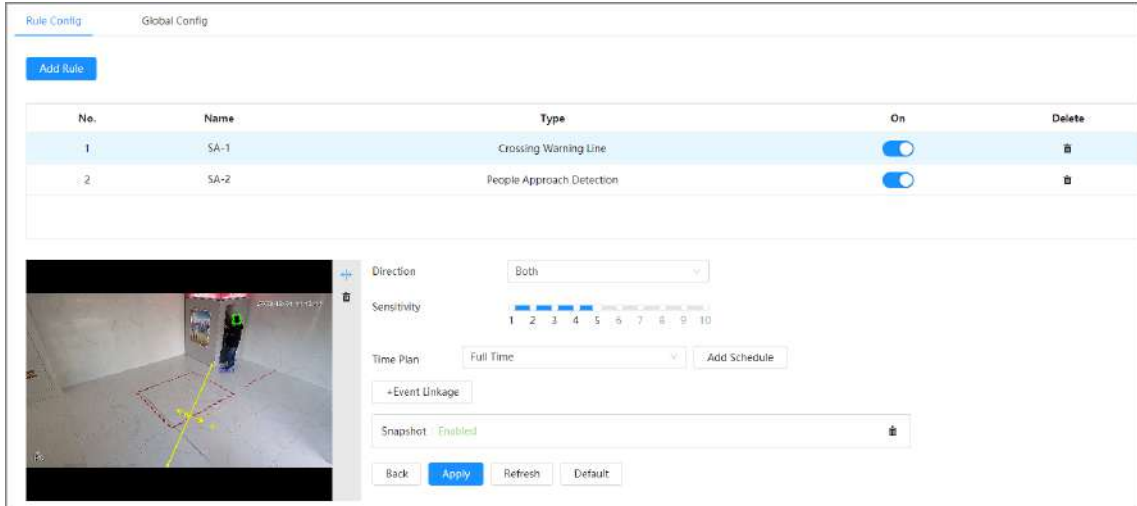 Rule Config Global Config
Add Rule
No. Name Type On Delete
1 SA-1 Crossing Warning Line
2 SA-2 People Approach Detection
Direction Both
Sensitivity
1 2 3 4 5 6 7 8 9 10
Time Plan Full Time Add Schedule
+Event Linkage
Snapshot Enabled
Back Apply Refresh Default